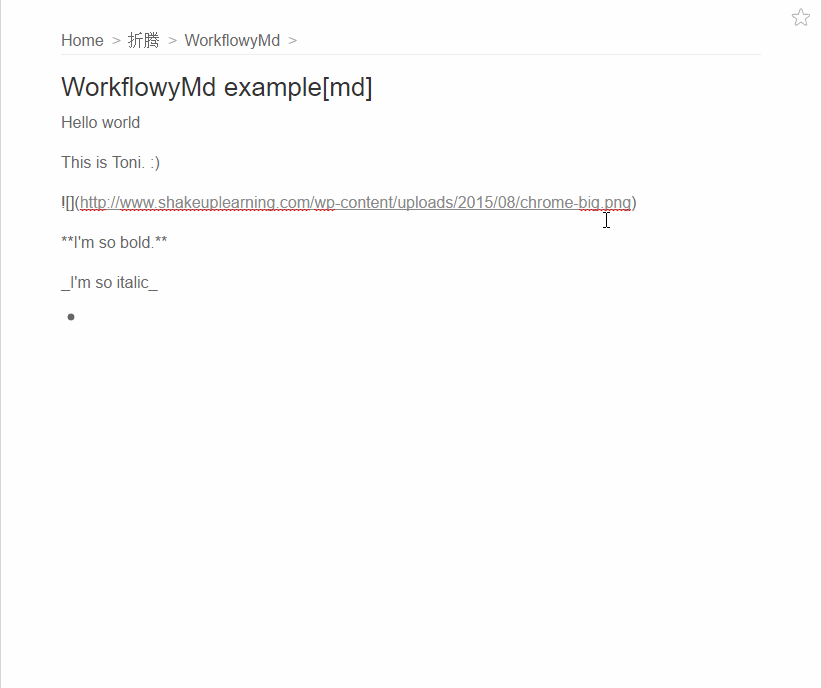 Home > 折腾 > WorkflowyMd >
WorkflowyMd example[md]
Hello world
This is Toni. :)
![](http://www.shakeuplearning.com/wp-content/uploads/2015/08/chrome-big.png)
**I'm so bold.**
_I'm so italic_